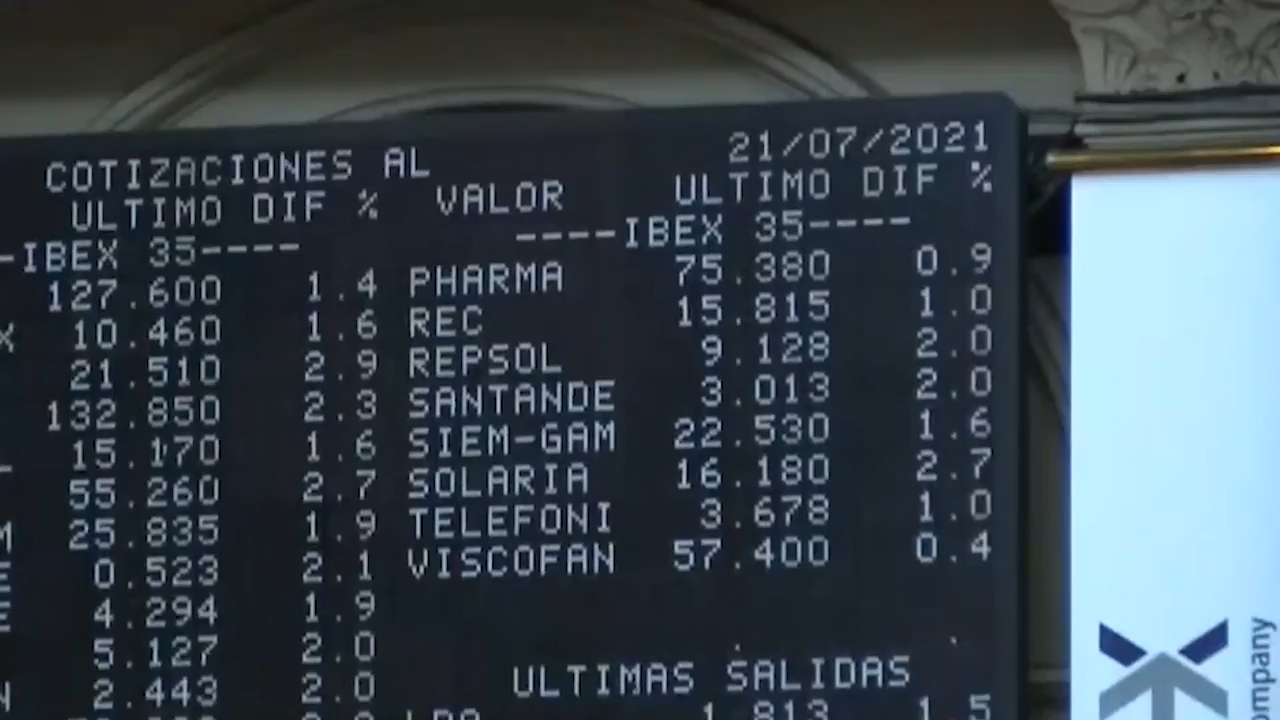 COTIZACIONES AL 21/07/2021
ULTIMO DIF % VALOR ULTIMO DIF %
-IBEX 35---- ----IBEX 35----
127.600 1.4 PHARMA 75.380 0.9
X 10.460 1.6 REC 15.815 1.0
21.510 2.9 REPSOL 9.128 2.0
132.850 2.3 SANTANDE 3.013 2.0
15.170 1.6 SIEM-GAM 22.530 1.6
55.260 2.7 SOLARIA 16.180 2.7
M 25.835 1.9 TELEFONI 3.678 1.0
0.523 2.1 VISCOFAN 57.400 0.4
4.294 1.9
5.127 2.0
N 2.443 2.0 ULTIMAS SALIDAS
1.813 1.5
ompany